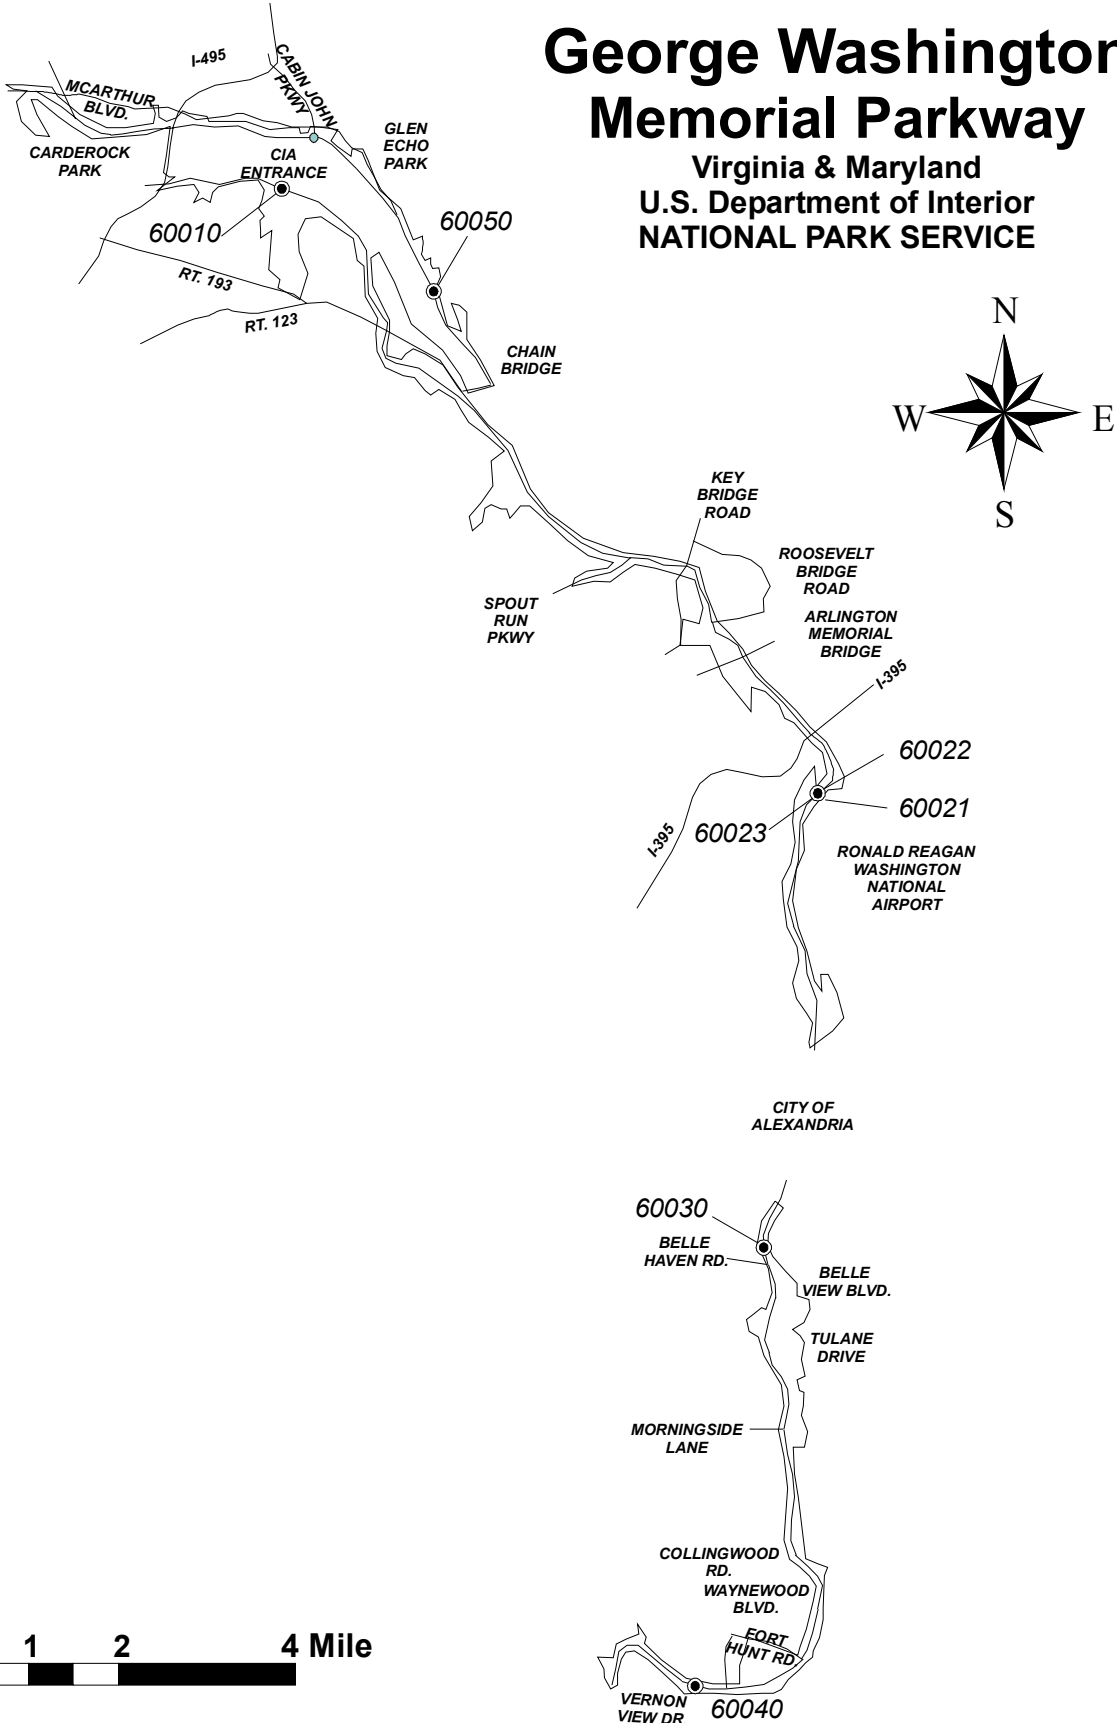 George Washington
Memorial Parkway
Virginia & Maryland
U.S. Department of Interior
NATIONAL PARK SERVICE
I-495
CABIN JOHN
PKWY
MCARTHUR
BLVD.
GLEN
ECHO
PARK
CARDEROCK
PARK
CIA
ENTRANCE
60010
60050
RT. 193
RT. 123
CHAIN
BRIDGE
N
W
E
S
KEY
BRIDGE
ROAD
ROOSEVELT
BRIDGE
ROAD
SPOUT
RUN
PKWY
ARLINGTON
MEMORIAL
BRIDGE
I-395
60022
60021
60023
I-395
RONALD REAGAN
WASHINGTON
NATIONAL
AIRPORT
CITY OF
ALEXANDRIA
60030
BELLE
HAVEN RD.
BELLE
VIEW BLVD.
TULANE
DRIVE
MORNINGSIDE
LANE
COLLINGWOOD
RD.
WAYNEWOOD
BLVD.
FORT
HUNT RD.
1 2 4 Mile
VERNON
VIEW DR
60040